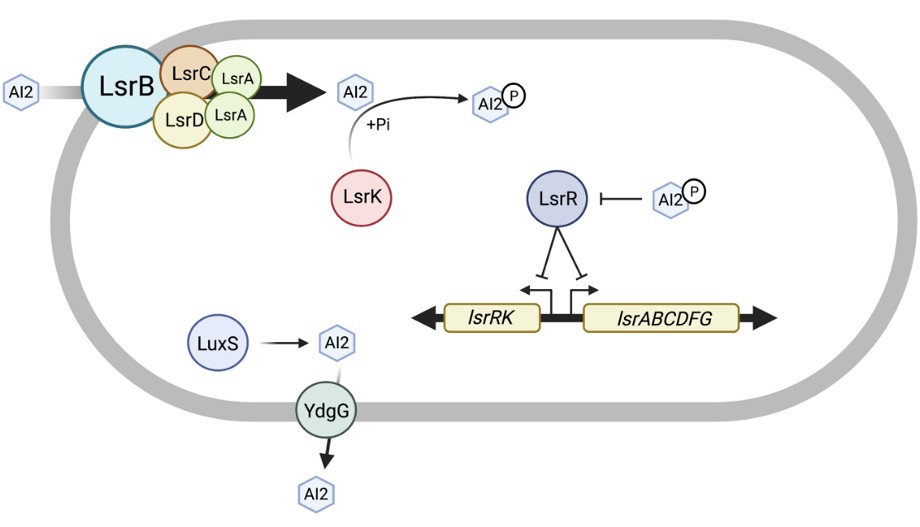 AI2
LsrB
LsrC
LsrA
LsrD
LsrA
AI2
+Pi
AI2
P
LsrK
LsrR
AI2
P
lsrRK
lsrABCDFG
LuxS
AI2
YdgG
AI2